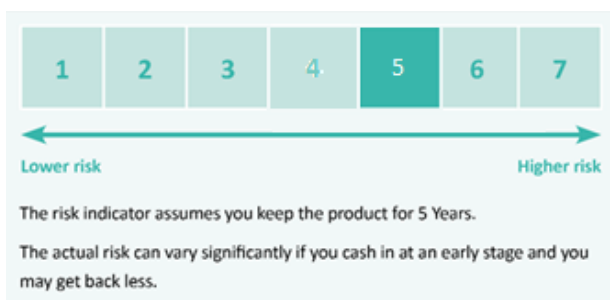 1 2 3 4 5 6 7
Lower risk Higher risk
The risk indicator assumes you keep the product for 5 Years.
The actual risk can vary significantly if you cash in at an early stage and you
may get back less.